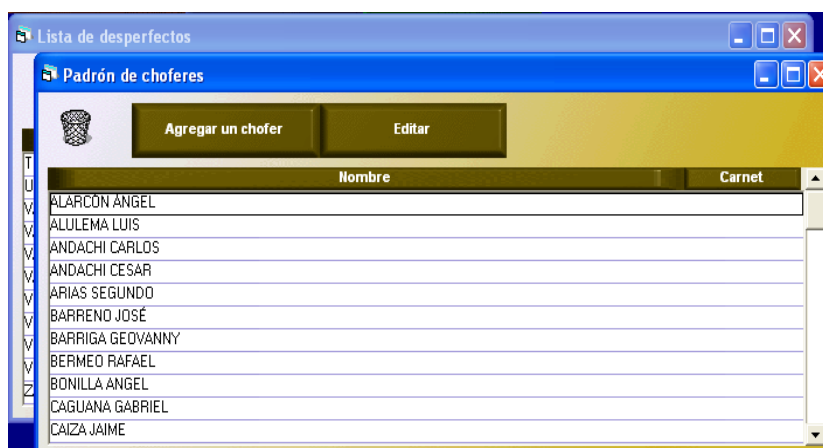 Lista de desperfectos
Padrón de choferes
Agregar un chofer Editar
Nombre Carnet
ALARCÓN ÁNGEL
ALULEMA LUIS
ANDACHI CARLOS
ANDACHI CESAR
ARIAS SEGUNDO
BARRENO JOSÉ
BARRIGA GEOVANNY
BERMEO RAFAEL
BONILLA ANGEL
CAGUANA GABRIEL
CAIZA JAIME